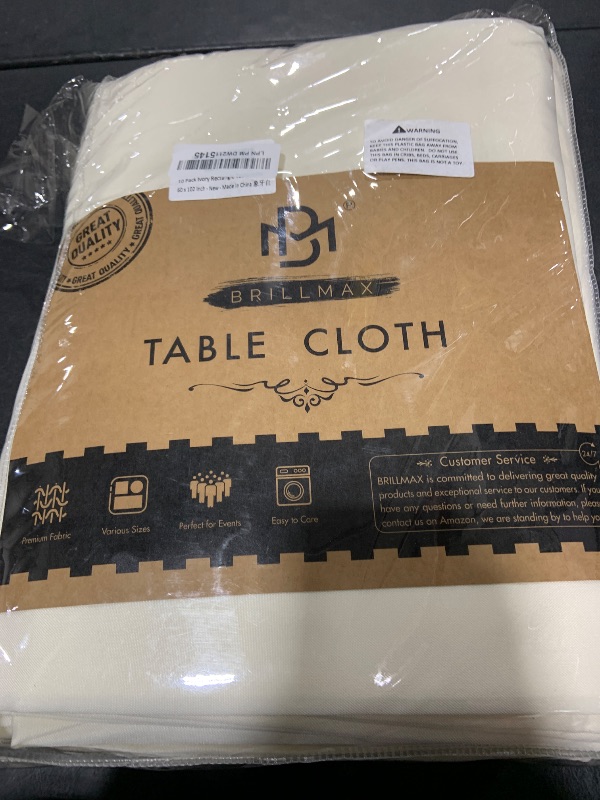 LPN PM DW2115145
10 Pack Ivory Rectangle
60 x 102 Inch - New - Made in China
WARNING
TO AVOID DANGER OF SUFFOCATION,
KEEP THIS PLASTIC BAG AWAY FROM
BABIES AND CHILDREN. DO NOT USE
THIS BAG IN CRIBS, BEDS, CARRIAGES
OR PLAY PENS. THIS BAG IS NOT A TOY.
GREAT
QUALITY
GREAT QUALITY
BM
®
BRILLMAX
TABLE CLOTH
Premium Fabric
Various Sizes
Perfect for Events
Easy to Care
Customer Service
24/7
BRILLMAX is committed to delivering great quality
products and exceptional service to our customers. If you
have any questions or need further information, please
contact us on Amazon, we are standing by to help you